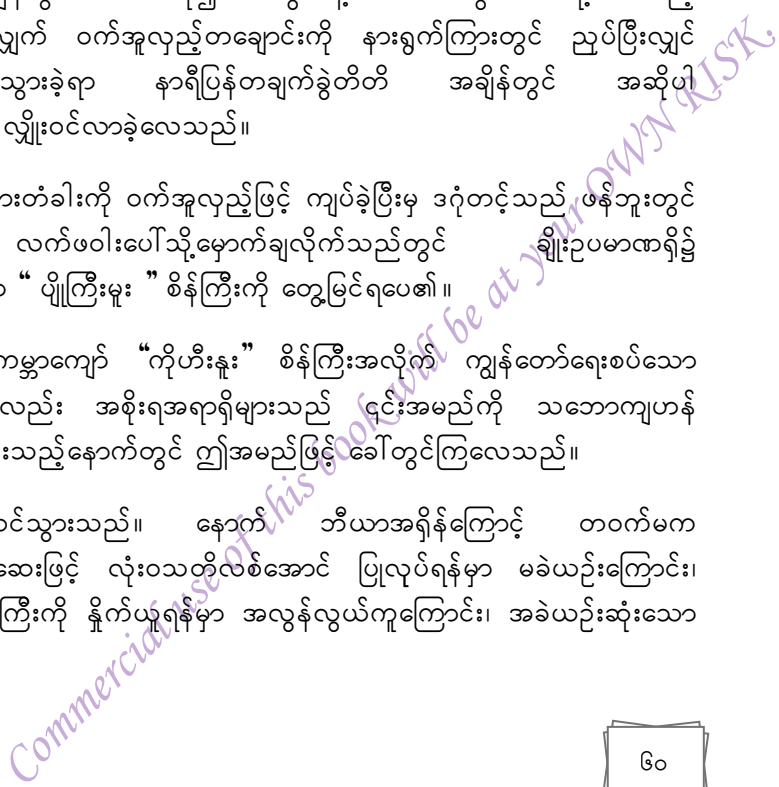 လျှက် ဝက်အူလှည့်တချောင်းကို နားရွက်ကြားတွင် ညှပ်ပြီးလျှင်
သွားခဲ့ရာ နာရီပြန်တချက်ခွဲတိတိ အချိန်တွင် အဆိုပါ
လျှိုးဝင်လာခဲ့လေသည်။
းတံခါးကို ဝက်အူလှည့်ဖြင့် ကျပ်ခဲ့ပြီးမှ ဒဂုံတင့်သည် ဖန်ဘူးတွင်
လက်ဖဝါးပေါ်သို့မှောက်ချလိုက်သည်တွင် ချိုးဥပမာဏရှိ၌
“ ပျိုကြီးမူး ” စိန်ကြီးကို တွေ့မြင်ရပေ၏။
ကမ္ဘာကျော် “ကိုဟီးနူး” စိန်ကြီးအလိုက် ကျွန်တော်ရေးစပ်သော
လည်း အစိုးရအရာရှိများသည် ၎င်းအမည်ကို သဘောကျဟန်
းသည့်နောက်တွင် ဤအမည်ဖြင့် ခေါ်တွင်ကြလေသည်။
ဝင်သွားသည်။ နောက် ဘီယာအရှိန်ကြောင့် တဝက်မက
ဆေးဖြင့် လုံးဝသတိုလစ်အောင် ပြုလုပ်ရန်မှာ မခဲယဉ်းကြောင်း၊
ကြီးကို နှိုက်ယူရန်မှာ အလွန်လွယ်ကူကြောင်း၊ အခဲယဉ်းဆုံးသော
Commercial use of this book will be at your OWN RISK.
၆၀